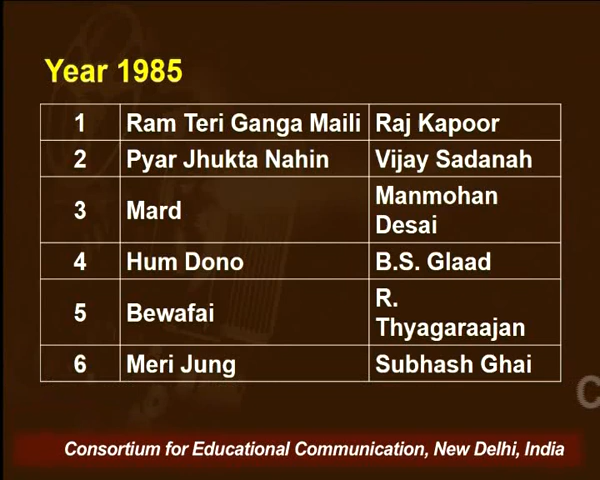 Year 1985
1 Ram Teri Ganga Maili Raj Kapoor
2 Pyar Jhukta Nahin Vijay Sadanah
3 Mard Manmohan
Desai
4 Hum Dono B.S. Glaad
5 Bewafai R.
Thyagaraajan
6 Meri Jung Subhash Ghai
C
Consortium for Educational Communication, New Delhi, India